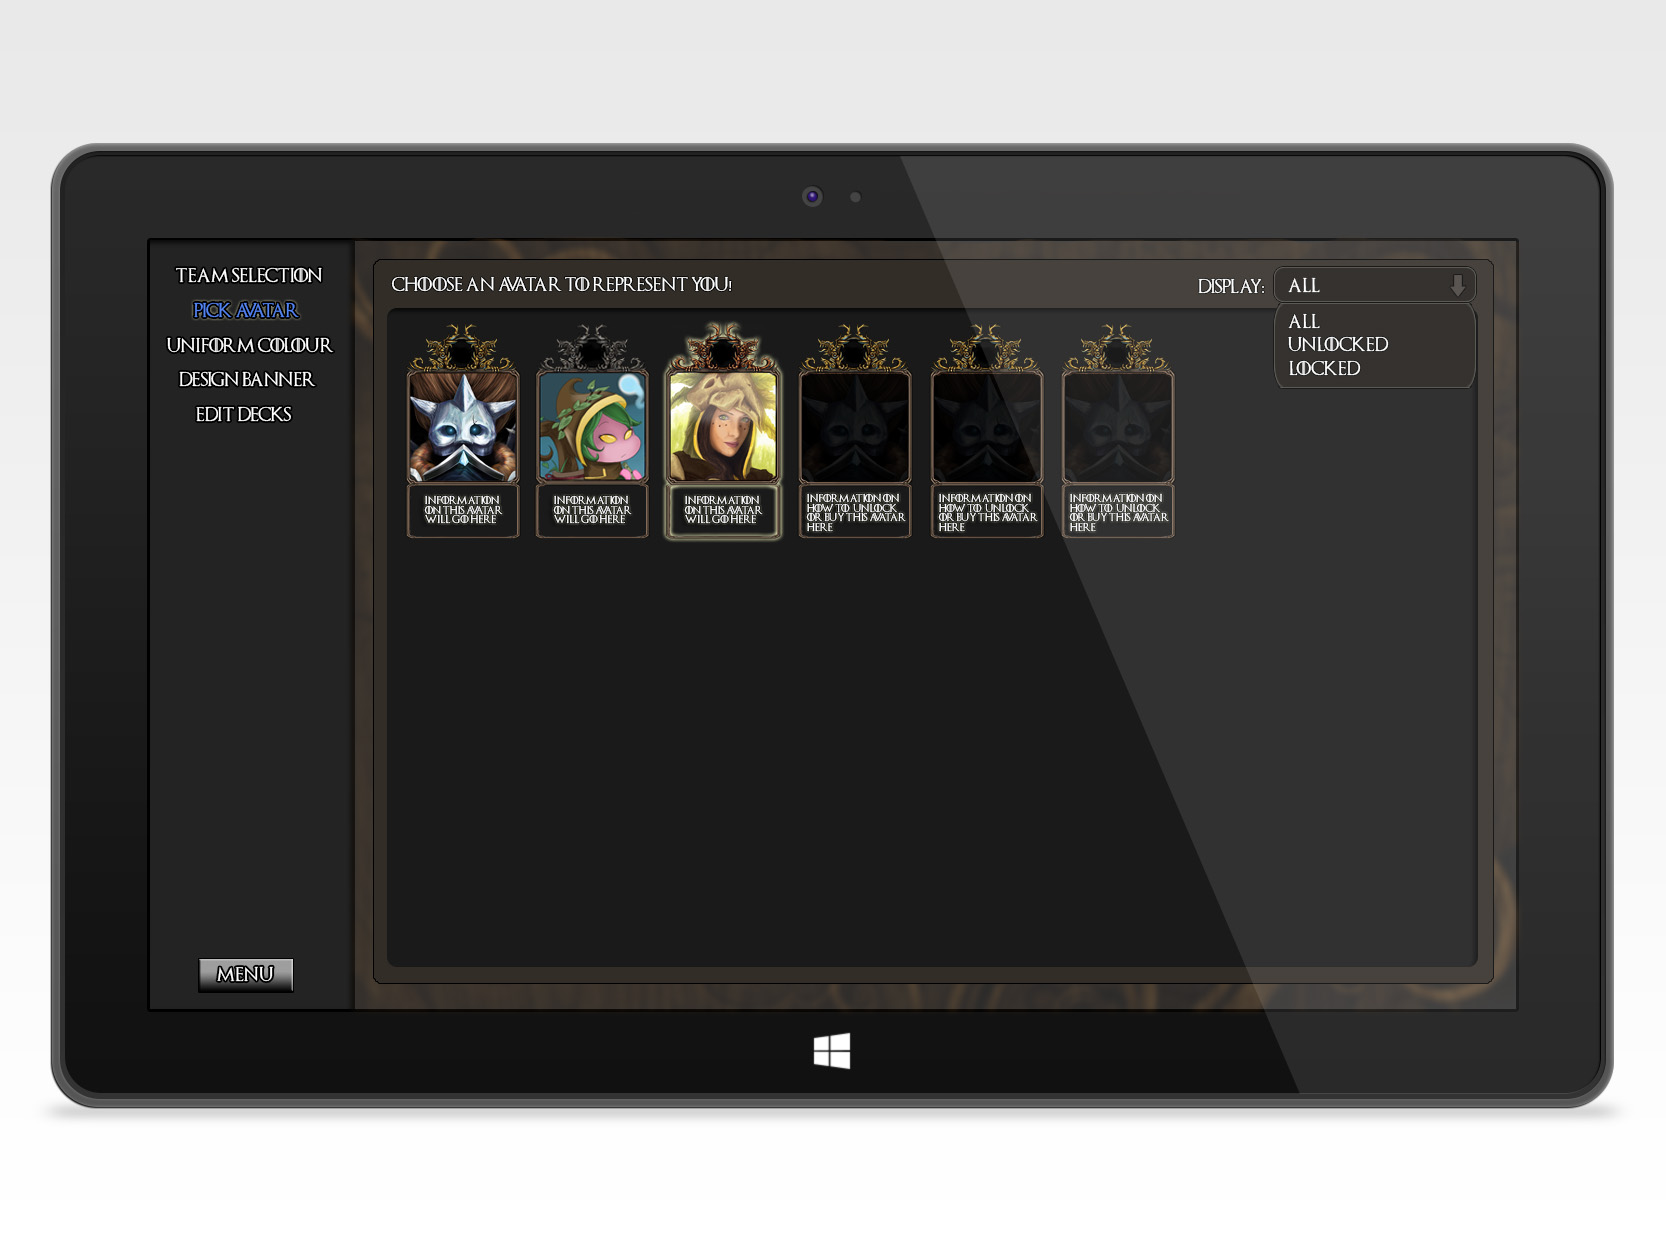 TEAM SELECTION
PICK AVATAR
UNIFORM COLOUR
DESIGN BANNER
EDIT DECKS
MENU
CHOOSE AN AVATAR TO REPRESENT YOU!
DISPLAY:
ALL
ALL
UNLOCKED
LOCKED
INFORMATION
ON THIS AVATAR
WILL GO HERE
INFORMATION
ON THIS AVATAR
WILL GO HERE
INFORMATION
ON THIS AVATAR
WILL GO HERE
INFORMATION ON
HOW TO UNLOCK
OR BUY THIS AVATAR
HERE
INFORMATION ON
HOW TO UNLOCK
OR BUY THIS AVATAR
HERE
INFORMATION ON
HOW TO UNLOCK
OR BUY THIS AVATAR
HERE